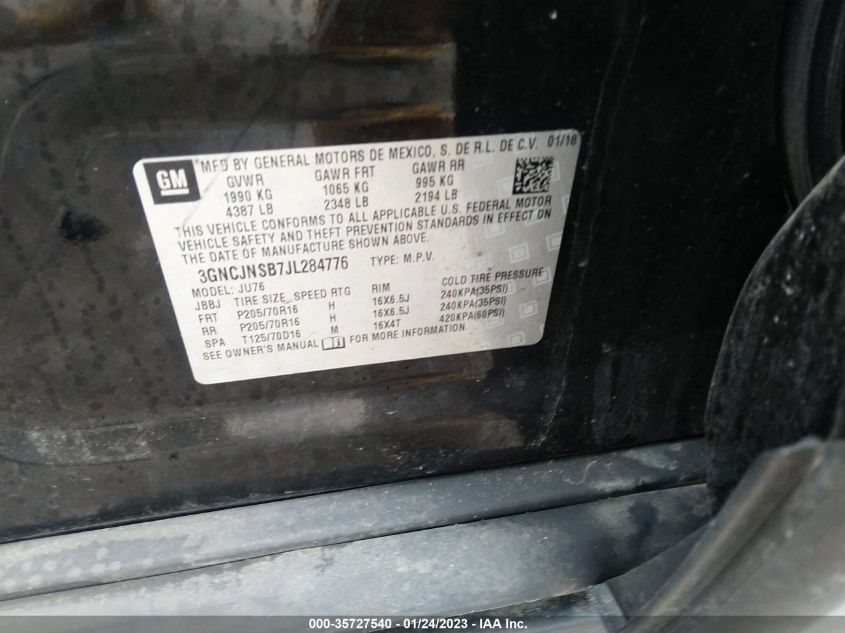 GM
MFD BY GENERAL MOTORS DE MEXICO, S. DE R.L. DE C.V. 01/18
GVWR GAWR FRT GAWR RR
1990 KG 1065 KG 995 KG
4387 LB 2348 LB 2194 LB
THIS VEHICLE CONFORMS TO ALL APPLICABLE U.S. FEDERAL MOTOR
VEHICLE SAFETY AND THEFT PREVENTION STANDARDS IN EFFECT ON
THE DATE OF MANUFACTURE SHOWN ABOVE.
3GNCJNSB7JL284776 TYPE: M.P.V.
MODEL: JU76
JBBJ TIRE SIZE SPEED RTG RIM COLD TIRE PRESSURE
FRT P205/70R16 H 16X6.5J 240KPA(35PSI)
RR P205/70R16 H 16X6.5J 240KPA(35PSI)
SPA T125/70D16 M 16X4T 420KPA(60PSI)
SEE OWNER'S MANUAL FOR MORE INFORMATION.
000-35727540 - 01/24/2023 - IAA Inc.